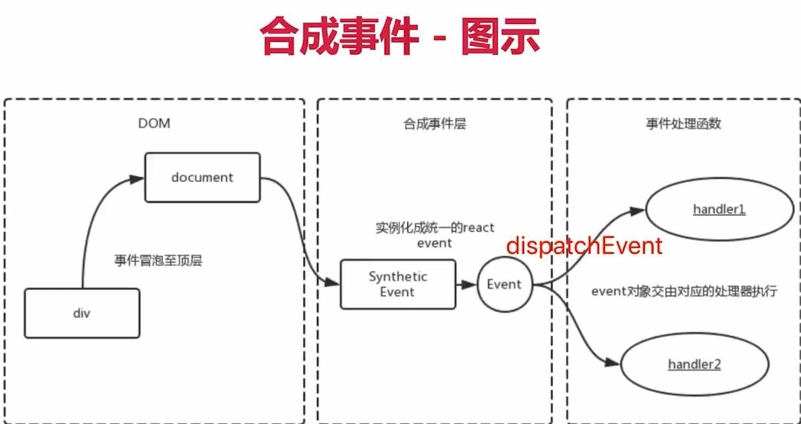 合成事件 - 图示
DOM
document
事件冒泡至顶层
div
合成事件层
实例化成统一的react
event
Synthetic
Event
Event
dispatchEvent
事件处理函数
handler1
event对象交由对应的处理器执行
handler2